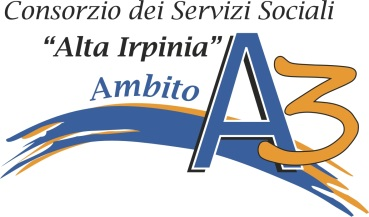 Consorzio dei Servizi Sociali
“Alta Irpinia”
Ambito A3